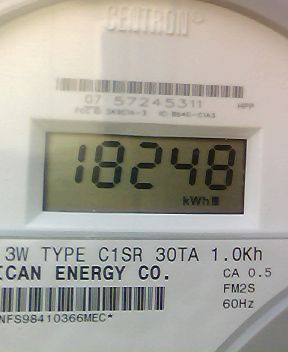 CENTRON®
07 57245311 HPP
18248
kWh
3W TYPE C1SR 30TA 1.0Kh
ICAN ENERGY CO. CA 0.5
FM2S
NFS98410366MEC* 60Hz